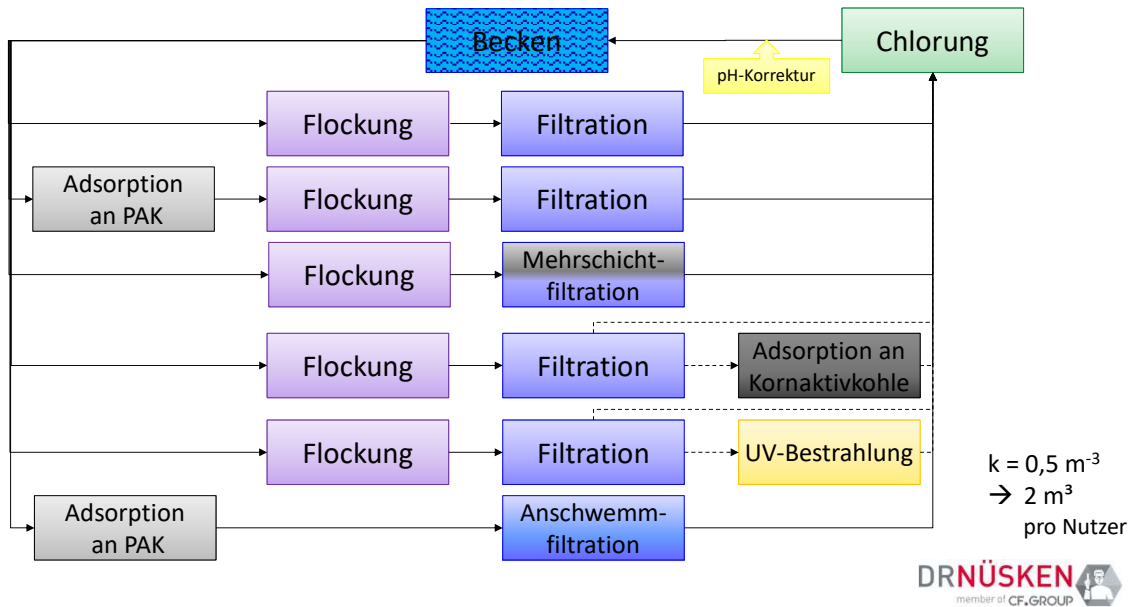 Becken
Chlorung
pH-Korrektur
Flockung
Filtration
Adsorption
an PAK
Flockung
Filtration
Flockung
Mehrschicht-
filtration
Flockung
Filtration
Adsorption an
Kornaktivkohle
Flockung
Filtration
UV-Bestrahlung
k = 0,5 m⁻³
→ 2 m³
pro Nutzer
Adsorption
an PAK
Anschwemm-
filtration
DRNÜSKEN
member of CF.GROUP